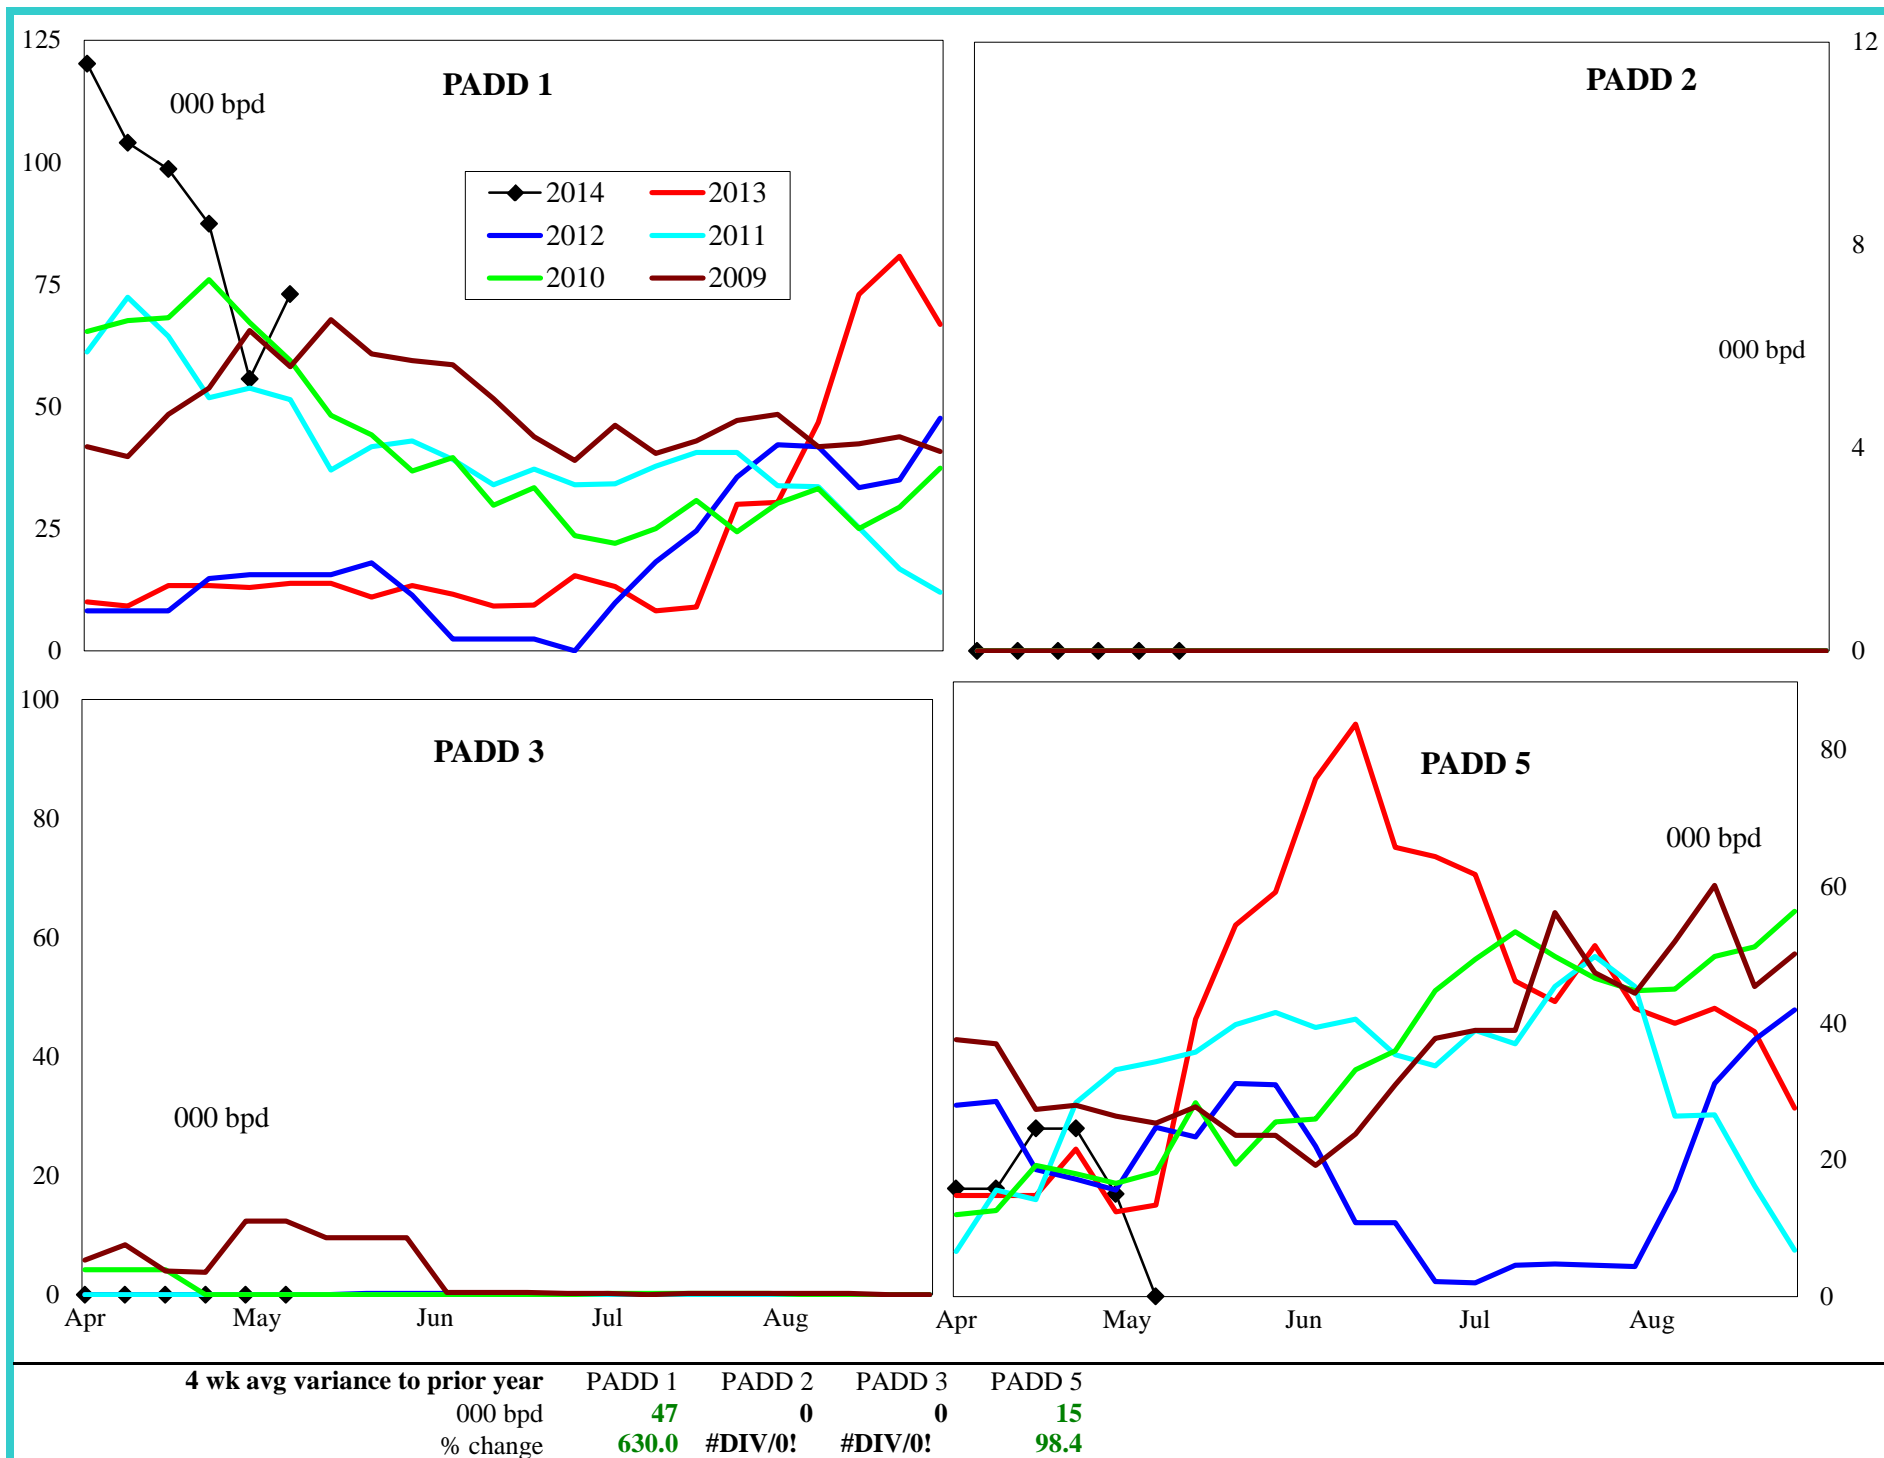 125
100
75
50
25
0
PADD 1
000 bpd
2014 2013
2012 2011
2010 2009
PADD 2
000 bpd
12
8
4
0
100
80
60
40
20
0
PADD 3
000 bpd
Apr May Jun Jul Aug
PADD 5
000 bpd
80
60
40
20
0
Apr May Jun Jul Aug
4 wk avg variance to prior year PADD 1 PADD 2 PADD 3 PADD 5
000 bpd 47 0 0 15
% change 630.0 #DIV/0! #DIV/0! 98.4